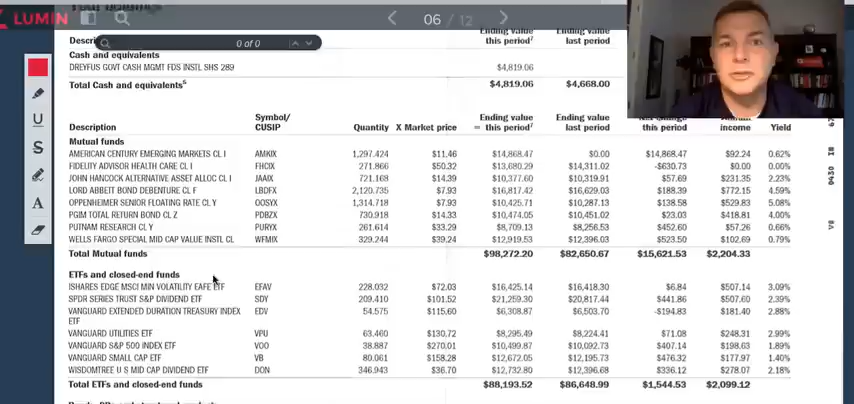 LUMIN
06 / 12
0 of 0
Ending value Ending value
this period⁷ last period
Cash and equivalents
DREYFUS GOVT CASH MGMT FDS INSTL SHS 289 $4,819.06
Total Cash and equivalents⁵ $4,819.06 $4,668.00
Description Symbol/ CUSIP Quantity X Market price = Ending value this period⁷ Ending value last period this period income Yield
Mutual funds
AMERICAN CENTURY EMERGING MARKETS CL I AMKIX 1,297.424 $11.46 $14,868.47 $0.00 $14,868.47 $92.24 0.62%
FIDELITY ADVISOR HEALTH CARE CL I FHCIX 271.866 $50.32 $13,680.29 $14,311.02 -$630.73 $0.00 0.00%
JOHN HANCOCK ALTERNATIVE ASSET ALLOC CL I JAAIX 721.168 $14.39 $10,377.60 $10,319.91 $57.69 $231.35 2.23%
LORD ABBETT BOND DEBENTURE CL F LBDFX 2,120.735 $7.93 $16,817.42 $16,629.03 $188.39 $772.15 4.59%
OPPENHEIMER SENIOR FLOATING RATE CL Y OOSYX 1,314.718 $7.93 $10,425.71 $10,287.13 $138.58 $529.83 5.08%
PGIM TOTAL RETURN BOND CL Z PDBZX 730.918 $14.33 $10,474.05 $10,451.02 $23.03 $418.81 4.00%
PUTNAM RESEARCH CL Y PURYX 261.614 $33.29 $8,709.13 $8,256.53 $452.60 $57.26 0.66%
WELLS FARGO SPECIAL MID CAP VALUE INSTL CL WFMIX 329.244 $39.24 $12,919.53 $12,396.03 $523.50 $102.69 0.79%
Total Mutual funds $98,272.20 $82,650.67 $15,621.53 $2,204.33
ETFs and closed-end funds
ISHARES EDGE MSCI MIN VOLATILITY EAFE ETF EFAV 228.032 $72.03 $16,425.14 $16,418.30 $6.84 $507.14 3.09%
SPDR SERIES TRUST S&P DIVIDEND ETF SDY 209.410 $101.52 $21,259.30 $20,817.44 $441.86 $507.60 2.39%
VANGUARD EXTENDED DURATION TREASURY INDEX EDV 54.575 $115.60 $6,308.87 $6,503.70 -$194.83 $181.40 2.88%
ETF
VANGUARD UTILITIES ETF VPU 63.460 $130.72 $8,295.49 $8,224.41 $71.08 $248.31 2.99%
VANGUARD S&P 500 INDEX ETF VOO 38.887 $270.01 $10,499.87 $10,092.73 $407.14 $198.63 1.89%
VANGUARD SMALL CAP ETF VB 80.061 $158.28 $12,672.05 $12,195.73 $476.32 $177.97 1.40%
WISDOMTREE U S MID CAP DIVIDEND ETF DON 346.943 $36.70 $12,732.80 $12,396.68 $336.12 $278.07 2.18%
Total ETFs and closed-end funds $88,193.52 $86,648.99 $1,544.53 $2,099.12